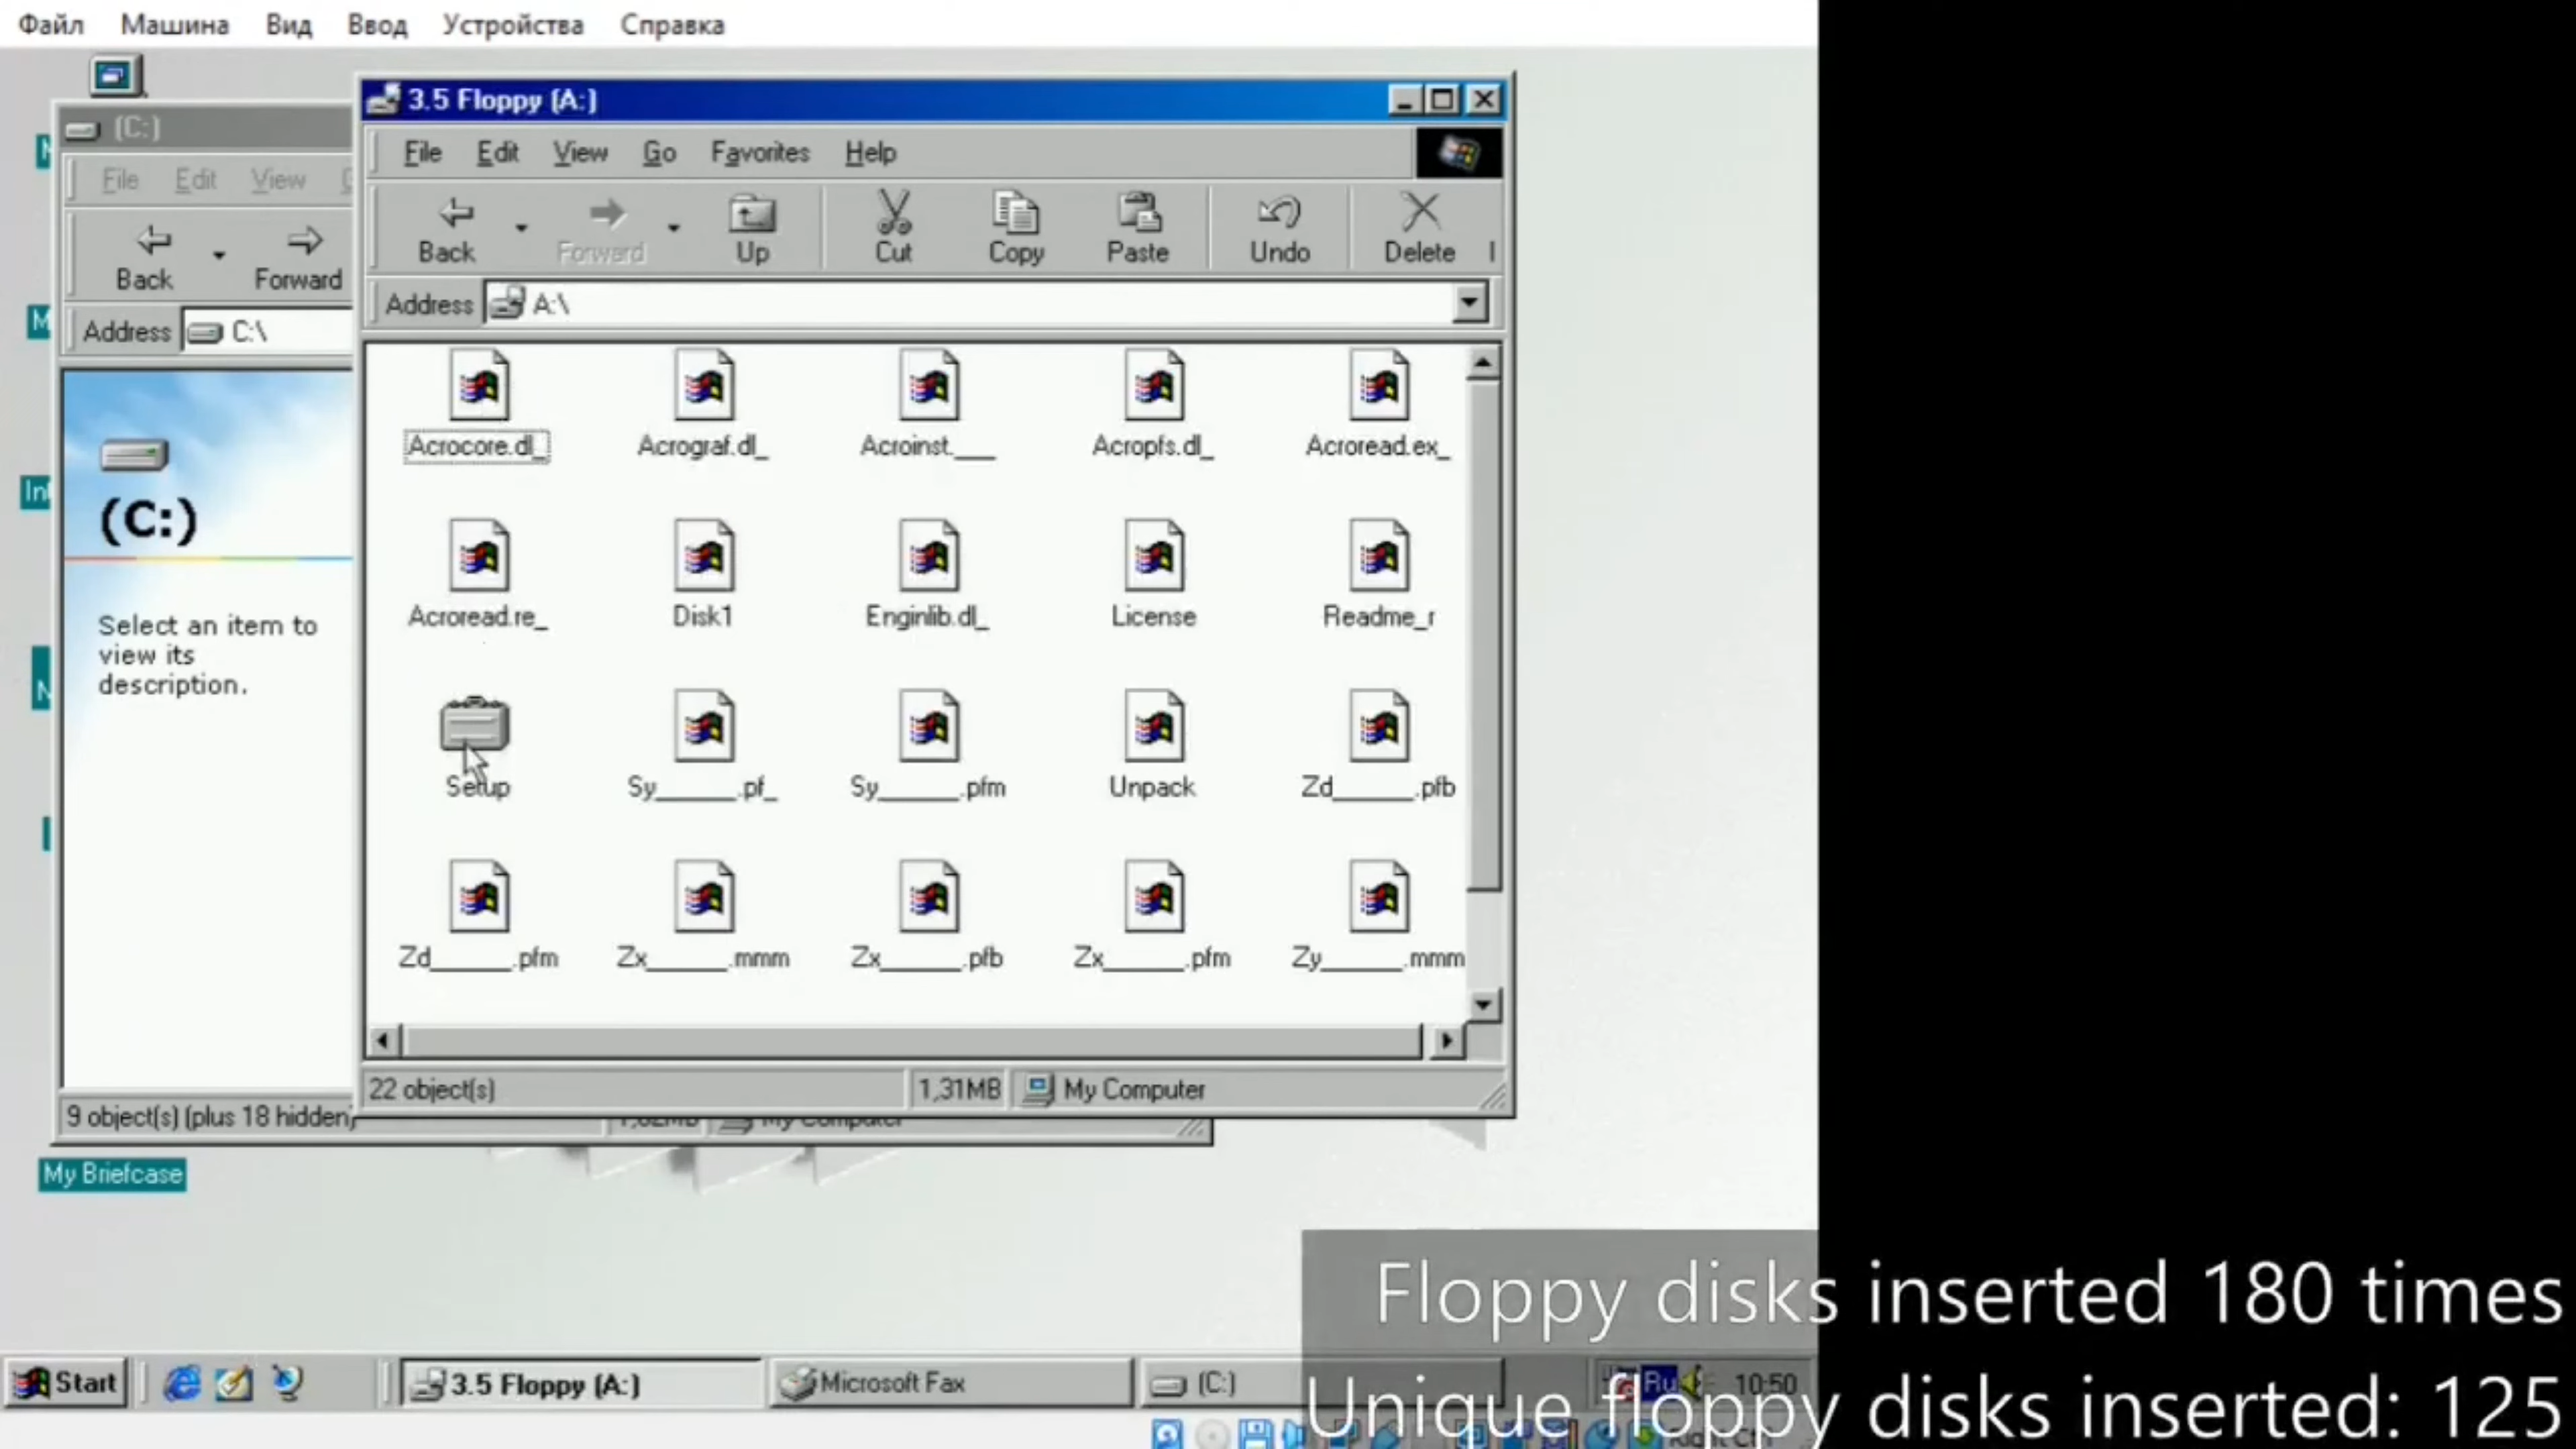 Файл Машина Вид Ввод Устройства Справка
3.5 Floppy (A:)
(C:)
File Edit View Go Favorites Help
File Edit View
Back Forward Up Cut Copy Paste Undo Delete
Back Forward
Address A:\
Address C:\
Acrocore.dl_ Acrograf.dl_ Acroinst.___ Acropfs.dl_ Acroread.ex_
(C:)
Acroread.re_ Disk1 Enginlib.dl_ License Readme_r
Select an item to
view its
description.
Setup Sy______.pf_ Sy______.pfm Unpack Zd______.pfb
Zd______.pfm Zx______.mmm Zx______.pfb Zx______.pfm Zy______.mmm
22 object(s) 1,31MB My Computer
9 object(s) (plus 18 hidden) My Computer
My Briefcase
Floppy disks inserted 180 times
Start 3.5 Floppy (A:) Microsoft Fax (C:) Ru 10:50
Unique floppy disks inserted: 125